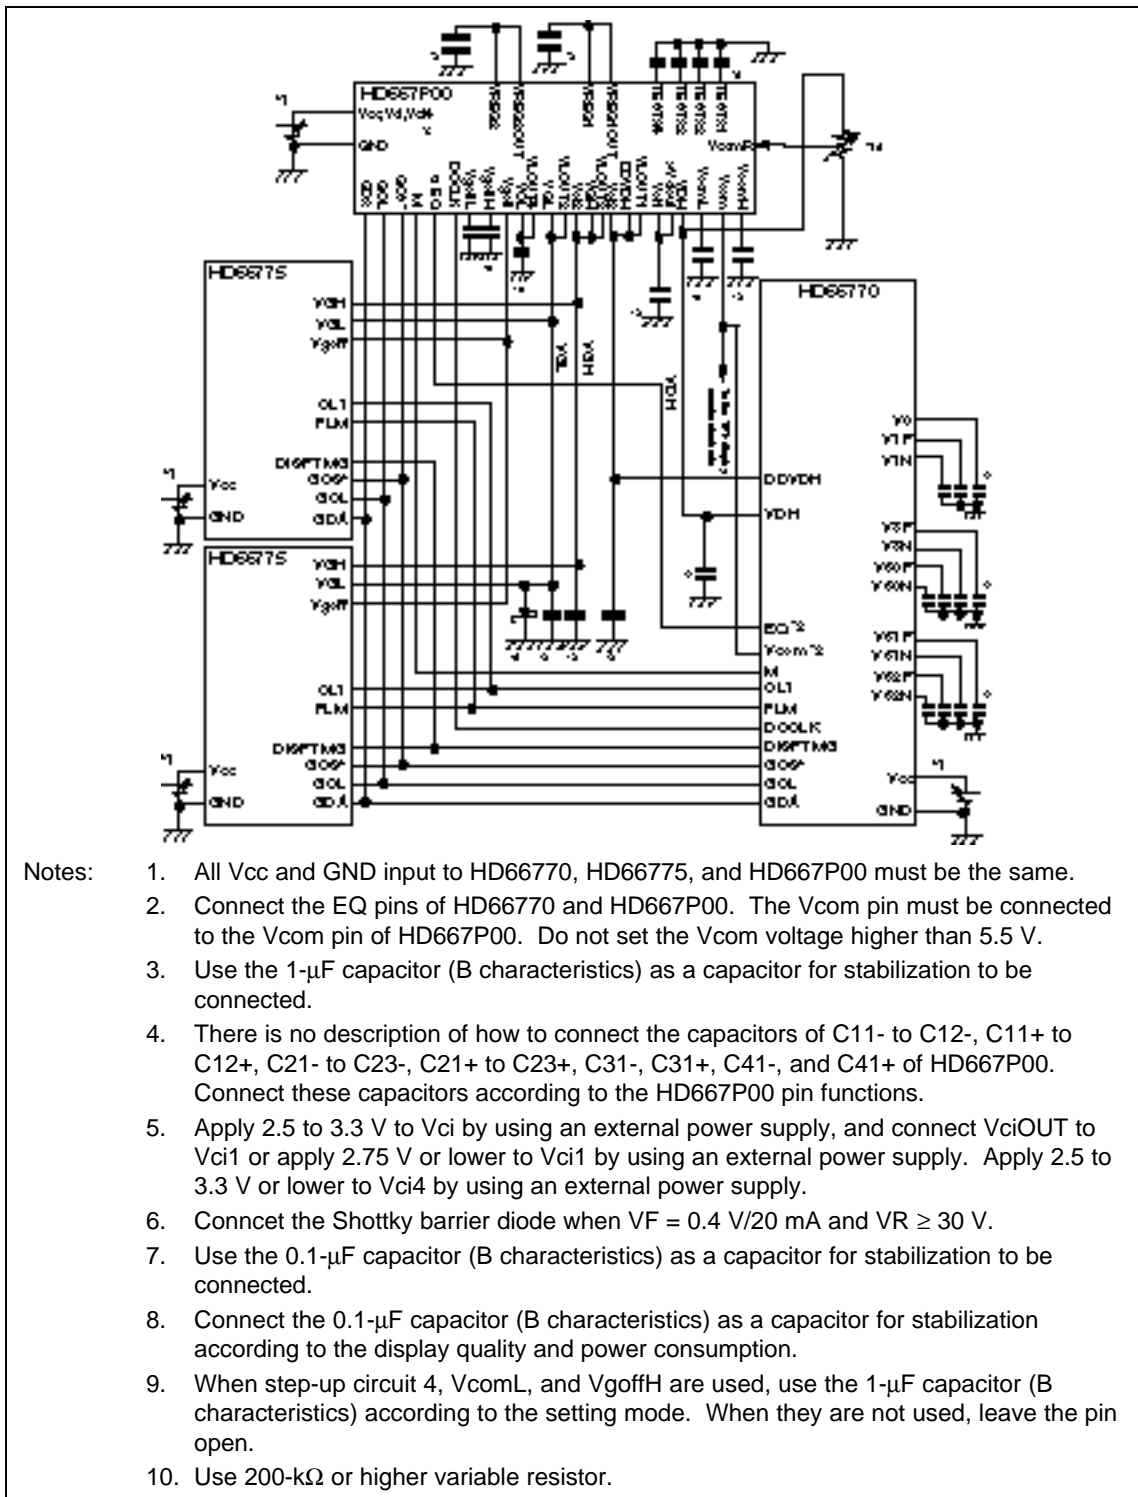 HD667P00
GND
HD66775
VGH
VGL
Vgoff
CL1
FLM
DISPTMG
GCL
GDA
Vcc
GND
HD66775
VGH
VGL
Vgoff
CL1
FLM
DISPTMG
GCL
GDA
Vcc
GND
VGL
VGH
VDH
HD66770
V0
V1P
V1N
DDVDH
VDH
M
CL1
FLM
DCCLK
DISPTMG
GCL
GDA
Vcc
GND
Notes: 1. All Vcc and GND input to HD66770, HD66775, and HD667P00 must be the same.
2. Connect the EQ pins of HD66770 and HD667P00. The Vcom pin must be connected
to the Vcom pin of HD667P00. Do not set the Vcom voltage higher than 5.5 V.
3. Use the 1-μF capacitor (B characteristics) as a capacitor for stabilization to be
connected.
4. There is no description of how to connect the capacitors of C11- to C12-, C11+ to
C12+, C21- to C23-, C21+ to C23+, C31-, C31+, C41-, and C41+ of HD667P00.
Connect these capacitors according to the HD667P00 pin functions.
5. Apply 2.5 to 3.3 V to Vci by using an external power supply, and connect VciOUT to
Vci1 or apply 2.75 V or lower to Vci1 by using an external power supply. Apply 2.5 to
3.3 V or lower to Vci4 by using an external power supply.
6. Conncet the Shottky barrier diode when VF = 0.4 V/20 mA and VR ≥ 30 V.
7. Use the 0.1-μF capacitor (B characteristics) as a capacitor for stabilization to be
connected.
8. Connect the 0.1-μF capacitor (B characteristics) as a capacitor for stabilization
according to the display quality and power consumption.
9. When step-up circuit 4, VcomL, and VgoffH are used, use the 1-μF capacitor (B
characteristics) according to the setting mode. When they are not used, leave the pin
open.
10. Use 200-kΩ or higher variable resistor.